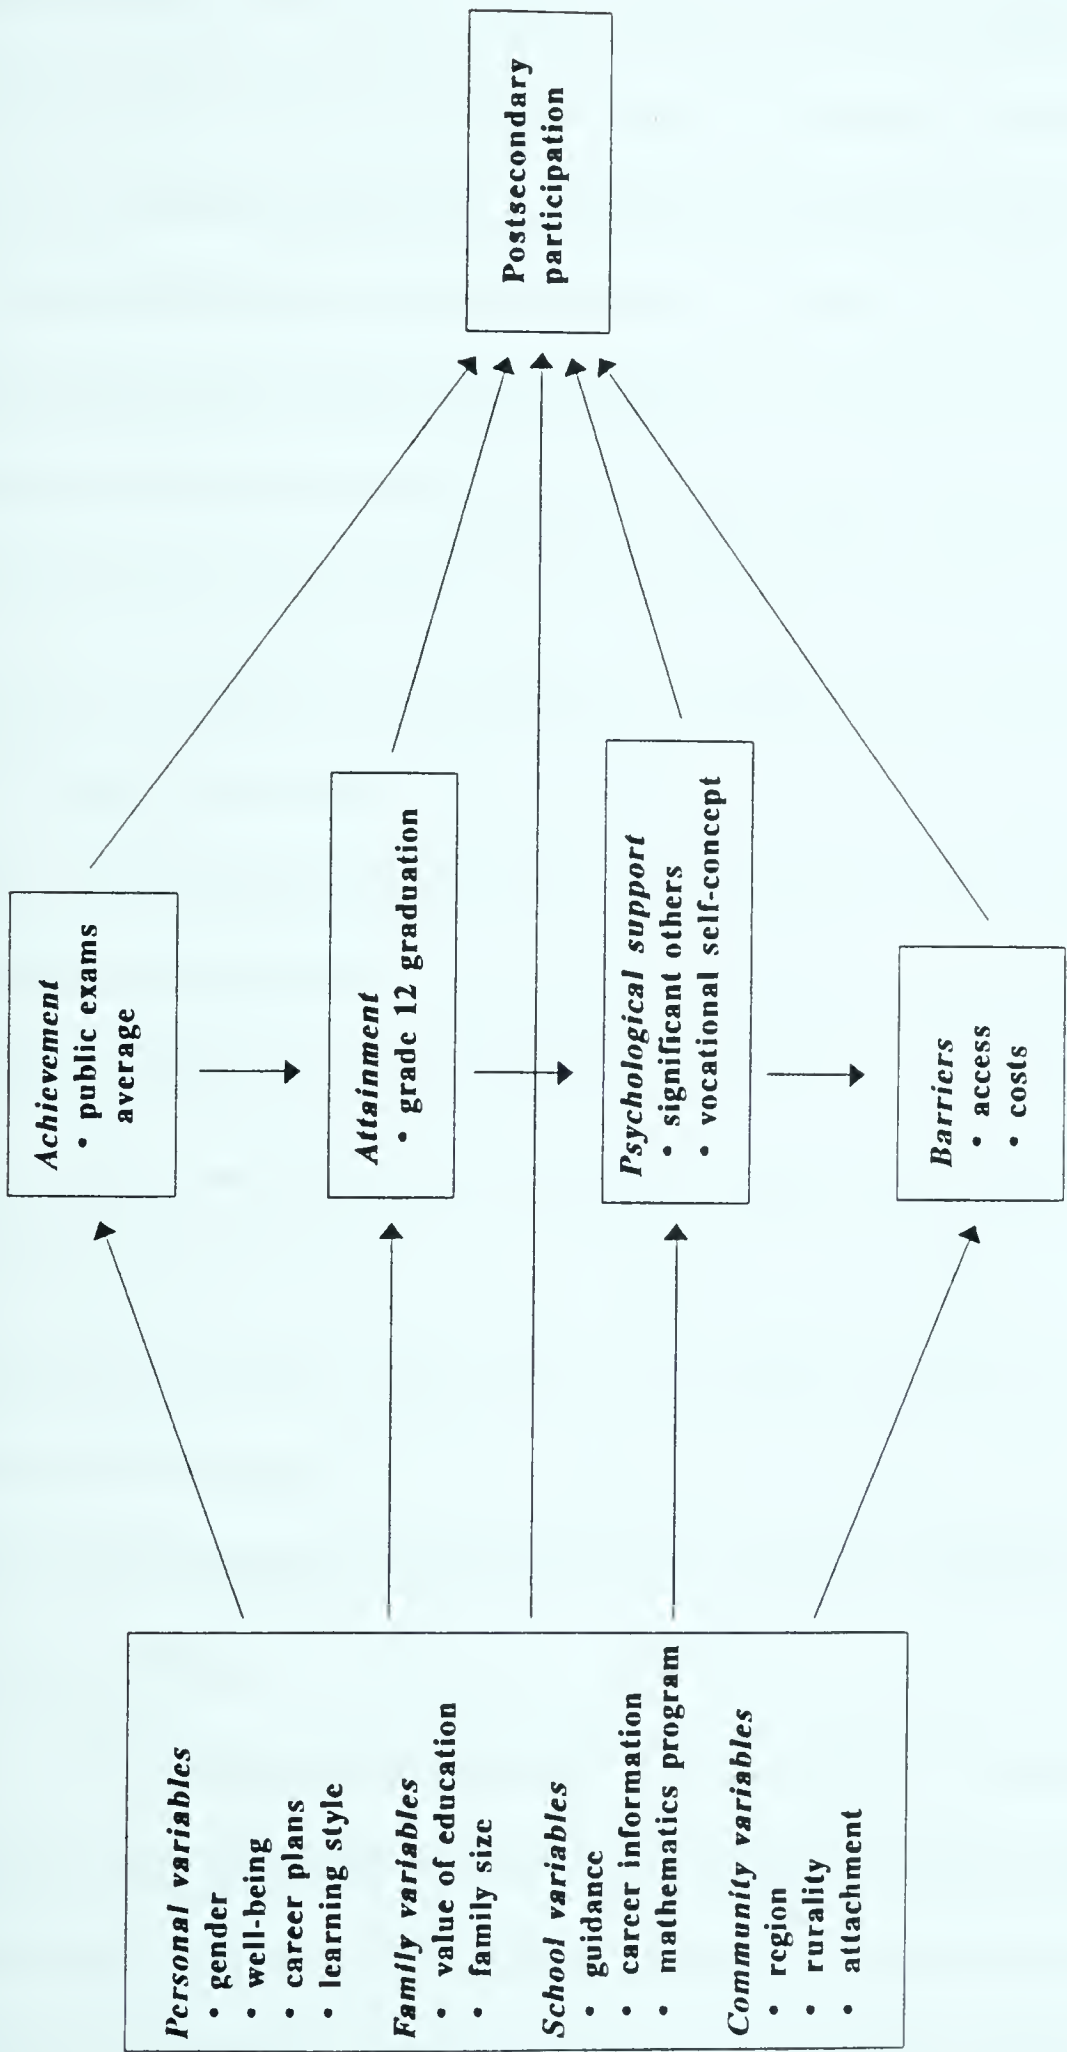 Personal variables
• gender
• well-being
• career plans
• learning style
Family variables
• value of education
• family size
School variables
• guidance
• career information
• mathematics program
Community variables
• region
• rurality
• attachment
Achievement
• public exams
average
Attainment
• grade 12 graduation
Psychological support
• significant others
• vocational self-concept
Barriers
• access
• costs
Postsecondary
participation